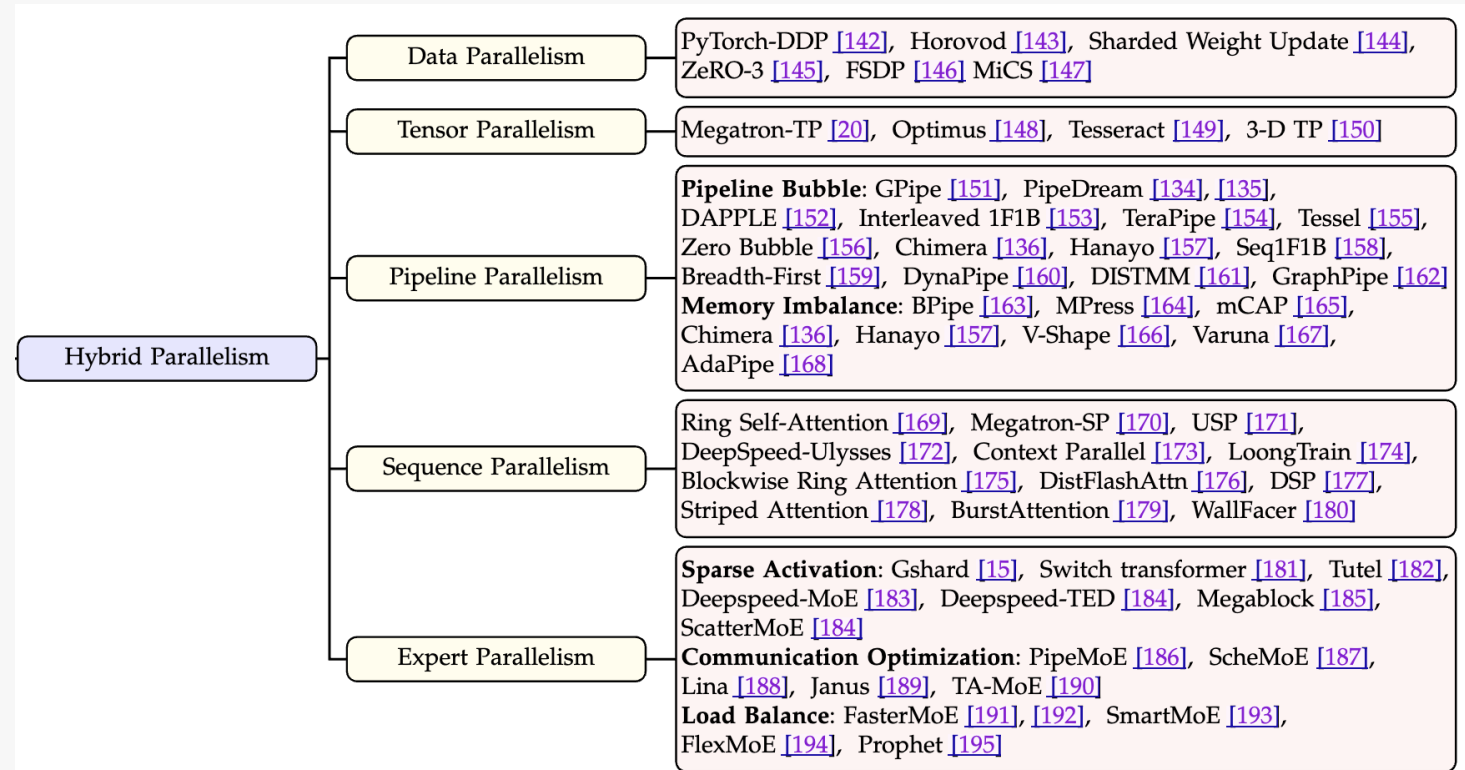 Hybrid Parallelism
Data Parallelism
PyTorch-DDP [142], Horovod [143], Sharded Weight Update [144],
ZeRO-3 [145], FSDP [146] MiCS [147]
Tensor Parallelism
Megatron-TP [20], Optimus [148], Tesseract [149], 3-D TP [150]
Pipeline Parallelism
Pipeline Bubble: GPipe [151], PipeDream [134], [135],
DAPPLE [152], Interleaved 1F1B [153], TeraPipe [154], Tessel [155],
Zero Bubble [156], Chimera [136], Hanayo [157], Seq1F1B [158],
Breadth-First [159], DynaPipe [160], DISTMM [161], GraphPipe [162]
Memory Imbalance: BPipe [163], MPress [164], mCAP [165],
Chimera [136], Hanayo [157], V-Shape [166], Varuna [167],
AdaPipe [168]
Sequence Parallelism
Ring Self-Attention [169], Megatron-SP [170], USP [171],
DeepSpeed-Ulysses [172], Context Parallel [173], LoongTrain [174],
Blockwise Ring Attention [175], DistFlashAttn [176], DSP [177],
Striped Attention [178], BurstAttention [179], WallFacer [180]
Expert Parallelism
Sparse Activation: Gshard [15], Switch transformer [181], Tutel [182],
Deepspeed-MoE [183], Deepspeed-TED [184], Megablock [185],
ScatterMoE [184]
Communication Optimization: PipeMoE [186], ScheMoE [187],
Lina [188], Janus [189], TA-MoE [190]
Load Balance: FasterMoE [191], [192], SmartMoE [193],
FlexMoE [194], Prophet [195]